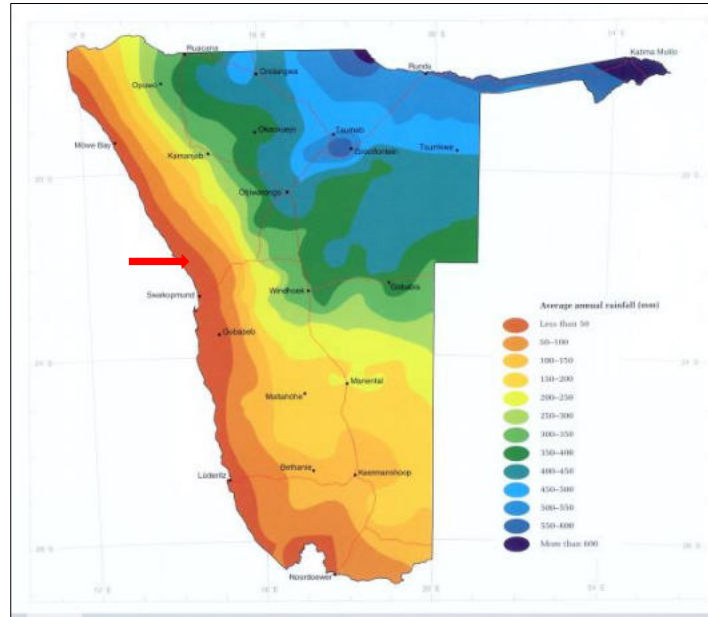 Ruacana
Katima Mulilo
Ondangwa
Rundu
Opuwo
Okaukuejo
Tsumeb
Mowe Bay
Grootfontein
Tsumkwe
Kamanjab
Otjiwarongo
Windhoek
Gobabis
Swakopmund
Gobabeb
Mariental
Maltahöhe
Bethanie
Keetmanshoop
Lüderitz
Noordoewer
Average annual rainfall (mm)
Less than 50
50–100
100–150
150–200
200–250
250–300
300–350
350–400
400–450
450–500
500–550
550–600
More than 600